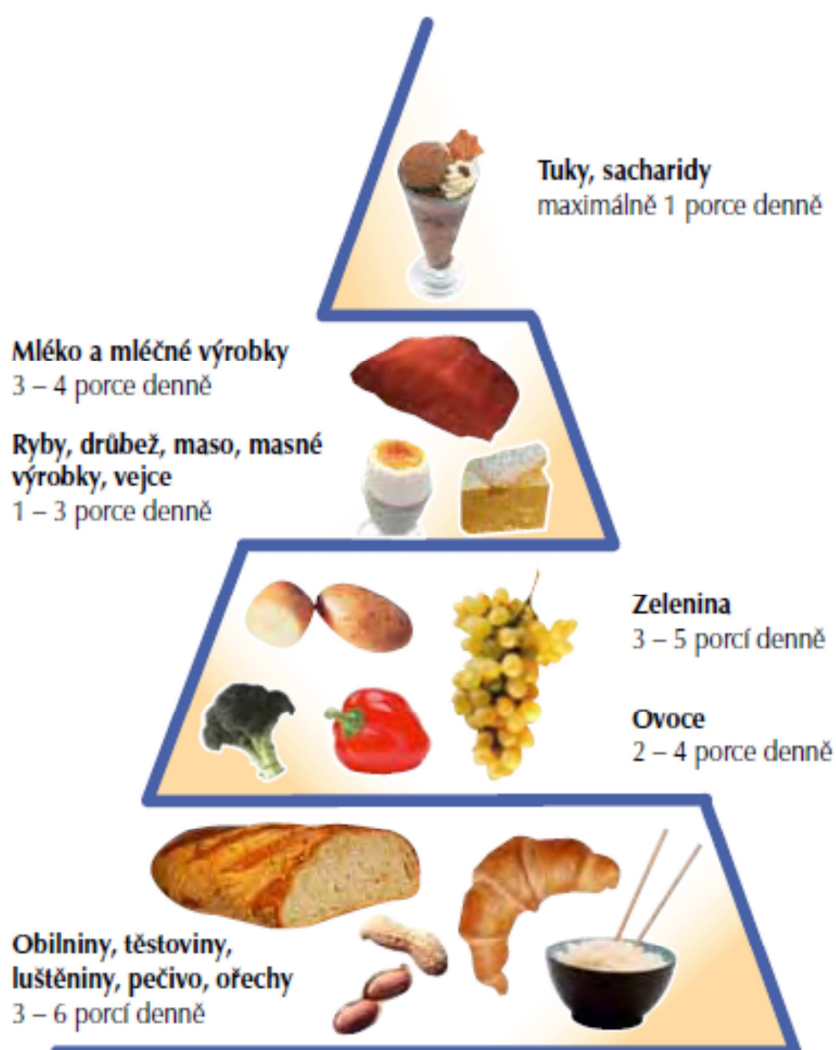 Tuky, sacharidy
maximálně 1 porce denně
Mléko a mléčné výrobky
3 – 4 porce denně
Ryby, drůbež, maso, masné
výrobky, vejce
1 – 3 porce denně
Zelenina
3 – 5 porcí denně
Ovoce
2 – 4 porce denně
Obilniny, těstoviny,
luštěniny, pečivo, ořechy
3 – 6 porcí denně